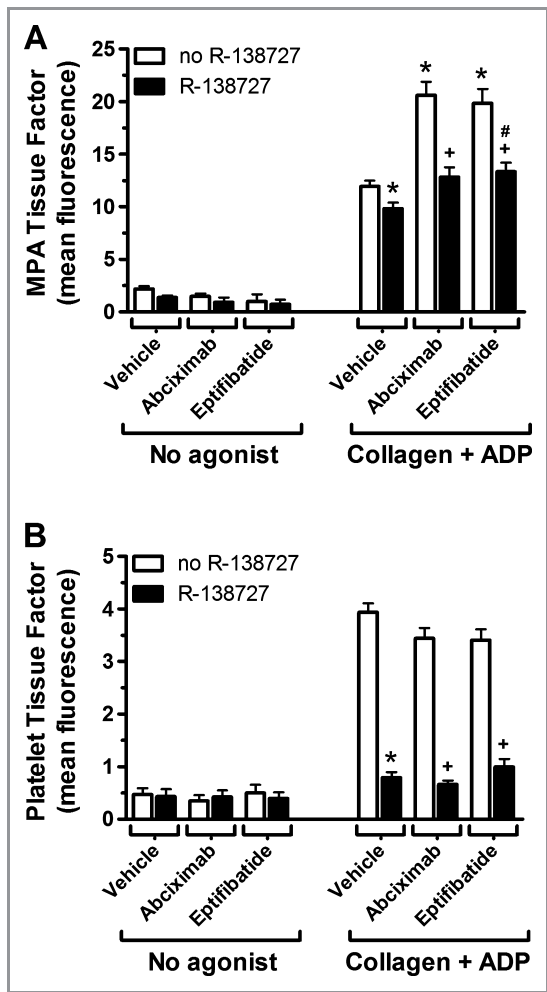 A
MPA Tissue Factor
(mean fluorescence)
25
20
15
10
5
0
no R-138727
R-138727
*
*
+
*
#
+
Vehicle
Abciximab
Eptifibatide
Vehicle
Abciximab
Eptifibatide
No agonist
Collagen + ADP
B
Platelet Tissue Factor
(mean fluorescence)
5
4
3
2
1
0
no R-138727
R-138727
*
+
+
Vehicle
Abciximab
Eptifibatide
Vehicle
Abciximab
Eptifibatide
No agonist
Collagen + ADP